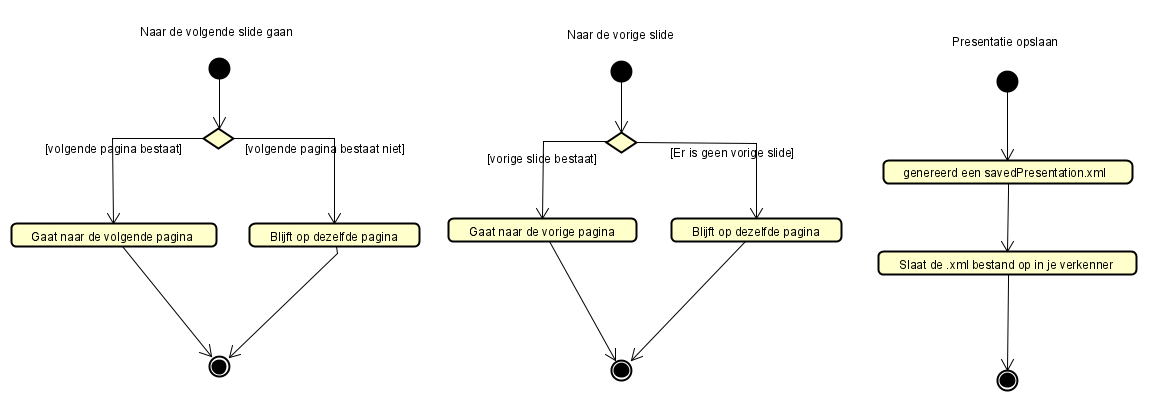 Naar de volgende slide gaan
[volgende pagina bestaat]
[volgende pagina bestaat niet]
Gaat naar de volgende pagina
Blijft op dezelfde pagina
Naar de vorige slide
[vorige slide bestaat]
[Er is geen vorige slide]
Gaat naar de vorige pagina
Blijft op dezelfde pagina
Presentatie opslaan
genereerd een savedPresentation.xml
Slaat de .xml bestand op in je verkenner